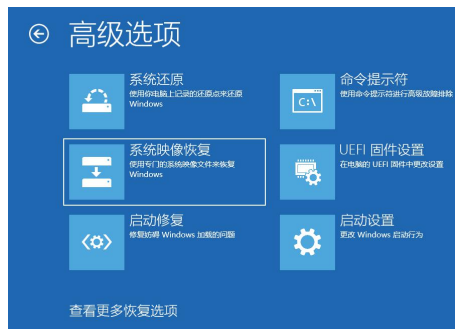 高级选项
系统还原
使用你电脑上记录的还原点来还原
Windows
命令提示符
使用命令提示符进行高级故障排除
C:\
系统映像恢复
使用专门的系统映像文件来恢复
Windows
UEFI 固件设置
在电脑的 UEFI 固件中更改设置
启动修复
修复妨碍 Windows 加载的问题
启动设置
更改 Windows 启动行为
查看更多恢复选项